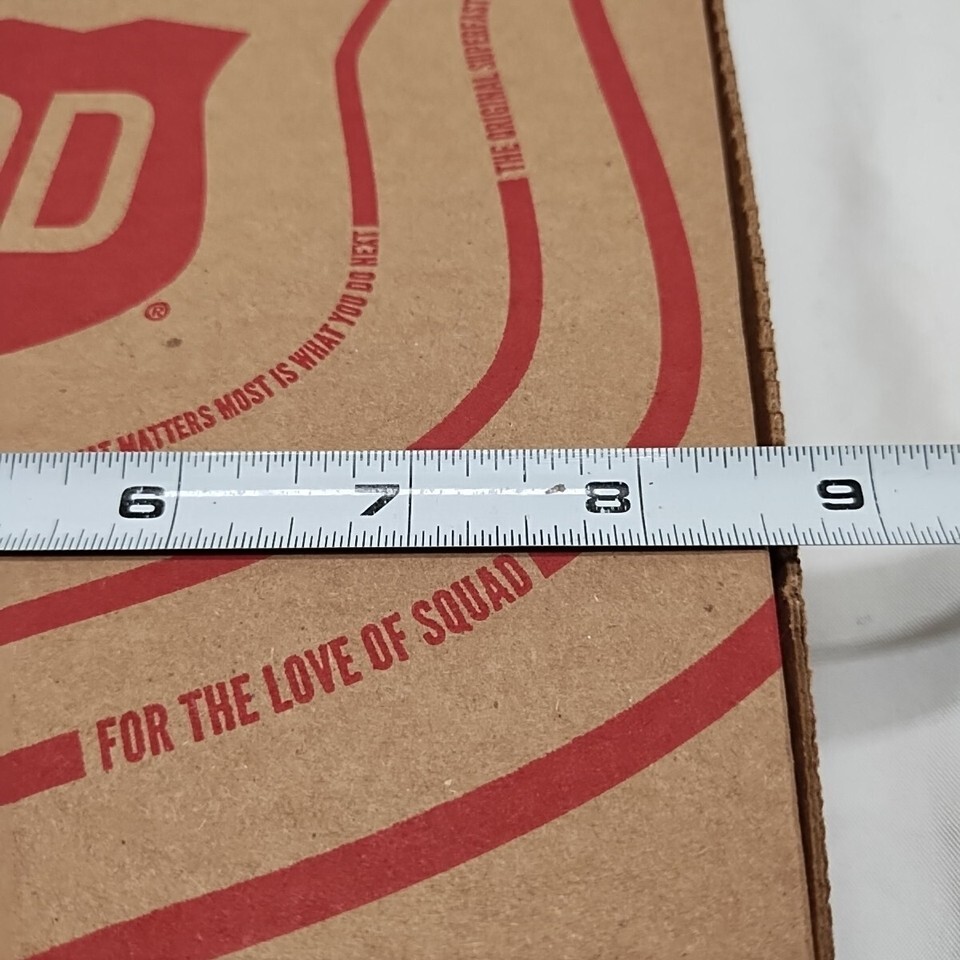 D
®
THE ORIGINAL SUPERFAST
MATTERS MOST IS WHAT YOU DO NEXT
6 7 8 9
FOR THE LOVE OF SQUAD